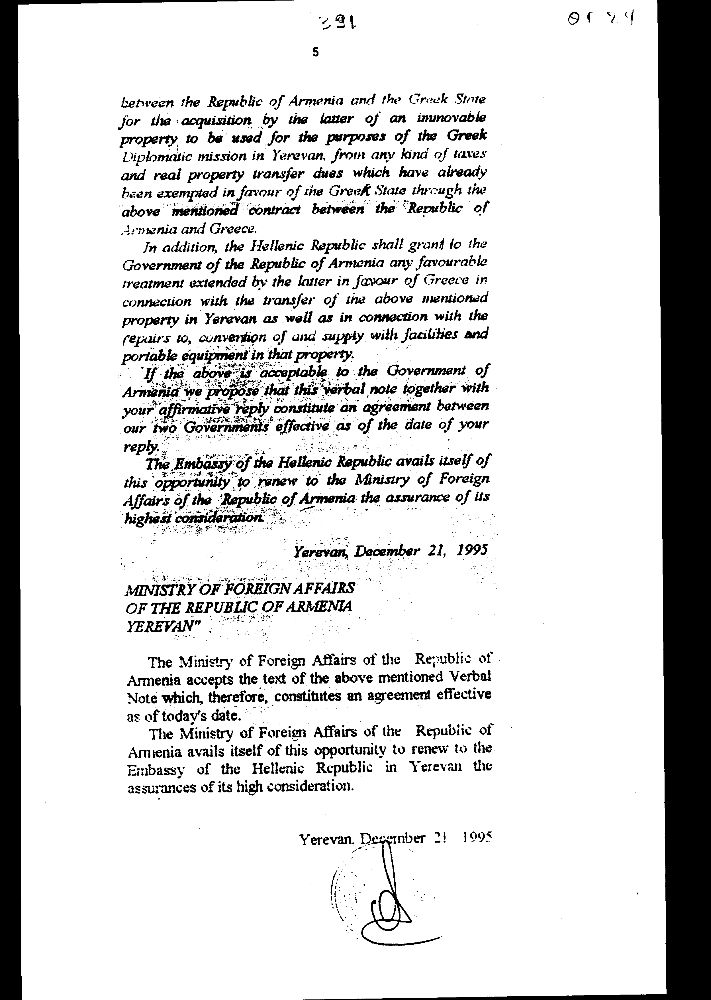 391
5
between the Republic of Armenia and the Greek State
for the acquisition by the latter of an immovable
property to be used for the purposes of the Greek
Diplomatic mission in Yerevan, from any kind of taxes
and real property transfer dues which have already
been exempted in favour of the Greek State through the
above mentioned contract between the Republic of
Armenia and Greece.
In addition, the Hellenic Republic shall grant to the
Government of the Republic of Armenia any favourable
treatment extended by the latter in favour of Greece in
connection with the transfer of the above mentioned
property in Yerevan as well as in connection with the
repairs to, convention of and supply with facilities and
portable equipment in that property.
If the above is acceptable to the Government of
Armenia we propose that this verbal note together with
your affirmative reply constitute an agreement between
our two Governments effective as of the date of your
reply.
The Embassy of the Hellenic Republic avails itself of
this opportunity to renew to the Ministry of Foreign
Affairs of the Republic of Armenia the assurance of its
highest consideration.
Yerevan, December 21, 1995
MINISTRY OF FOREIGN AFFAIRS
OF THE REPUBLIC OF ARMENIA
YEREVAN"
The Ministry of Foreign Affairs of the Republic of
Armenia accepts the text of the above mentioned Verbal
Note which, therefore, constitutes an agreement effective
as of today's date.
The Ministry of Foreign Affairs of the Republic of
Armenia avails itself of this opportunity to renew to the
Embassy of the Hellenic Republic in Yerevan the
assurances of its high consideration.
Yerevan, December 21 1995